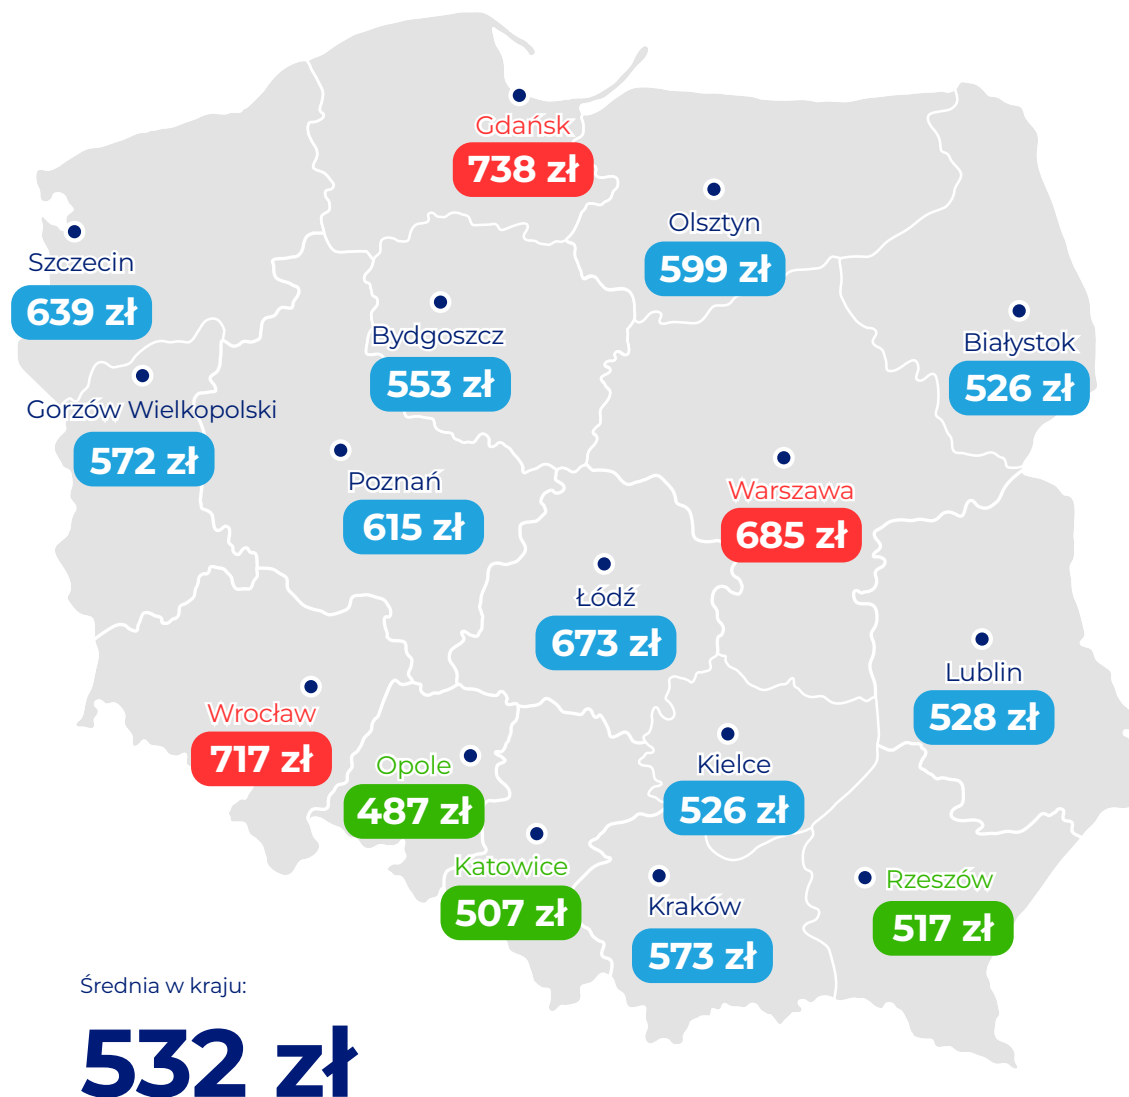 Gdańsk
738 zł
Olsztyn
599 zł
Szczecin
639 zł
Bydgoszcz
553 zł
Białystok
526 zł
Gorzów Wielkopolski
572 zł
Poznań
615 zł
Warszawa
685 zł
Łódź
673 zł
Lublin
528 zł
Wrocław
717 zł
Opole
487 zł
Kielce
526 zł
Katowice
507 zł
Kraków
573 zł
Rzeszów
517 zł
Średnia w kraju:
532 zł